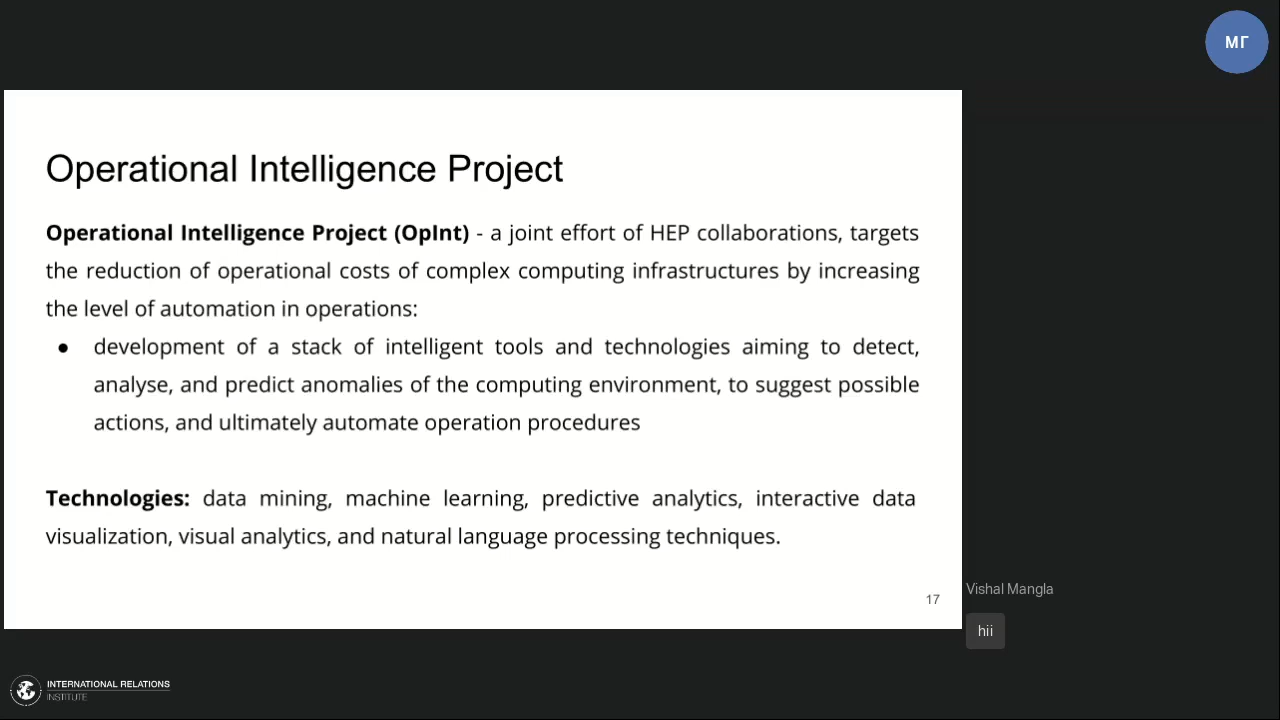 МГ
Operational Intelligence Project
Operational Intelligence Project (OpInt) - a joint effort of HEP collaborations, targets
the reduction of operational costs of complex computing infrastructures by increasing
the level of automation in operations:
● development of a stack of intelligent tools and technologies aiming to detect,
analyse, and predict anomalies of the computing environment, to suggest possible
actions, and ultimately automate operation procedures
Technologies: data mining, machine learning, predictive analytics, interactive data
visualization, visual analytics, and natural language processing techniques.
17
Vishal Mangla
hii
INTERNATIONAL RELATIONS
INSTITUTE